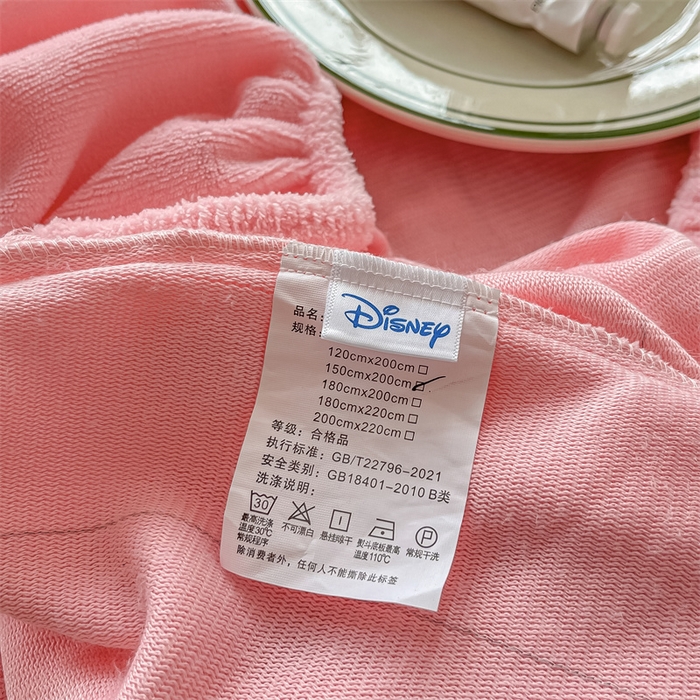 Disney
品名：
规格：
120cmx200cm□
150cmx200cm☑
180cmx200cm□
180cmx220cm□
200cmx220cm□
等级：合格品
执行标准：GB/T22796-2021
安全类别：GB18401-2010 B类
洗涤说明：
30
P
最高洗涤
温度30℃
常规程序
不可漂白
悬挂晾干
熨斗底板最高
温度110℃
常规干洗
除消费者外，任何人不能撕除此标签